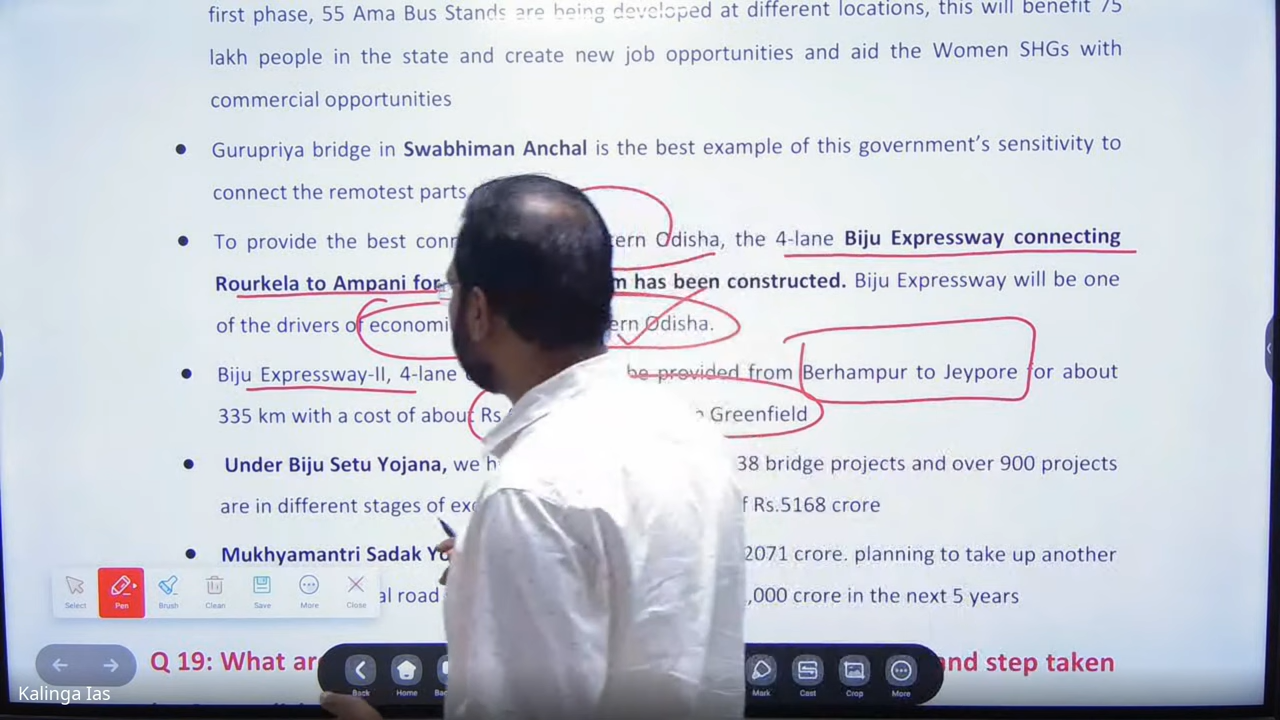 first phase, 55 Ama Bus Stands are being developed at different locations, this will benefit 75
lakh people in the state and create new job opportunities and aid the Women SHGs with
commercial opportunities
• Gurupriya bridge in Swabhiman Anchal is the best example of this government's sensitivity to
connect the remotest parts
• To provide the best Odisha, the 4-lane Biju Expressway connecting
Rourkela to Ampani for has been constructed. Biju Expressway will be one
of the drivers of Odisha.
• Biju Expressway-II, 4-lane be provided from Berhampur to Jeypore for about
335 km with a cost of about Rs Greenfield
• Under Biju Setu Yojana, we 38 bridge projects and over 900 projects
are in different stages of Rs.5168 crore
• Mukhyamantri Sadak 2071 crore. planning to take up another
road ,000 crore in the next 5 years
Select Pen Brush Clean Save More Close
Q 19: What and step taken
Back Home Mark Cast Crop More
Kalinga Ias